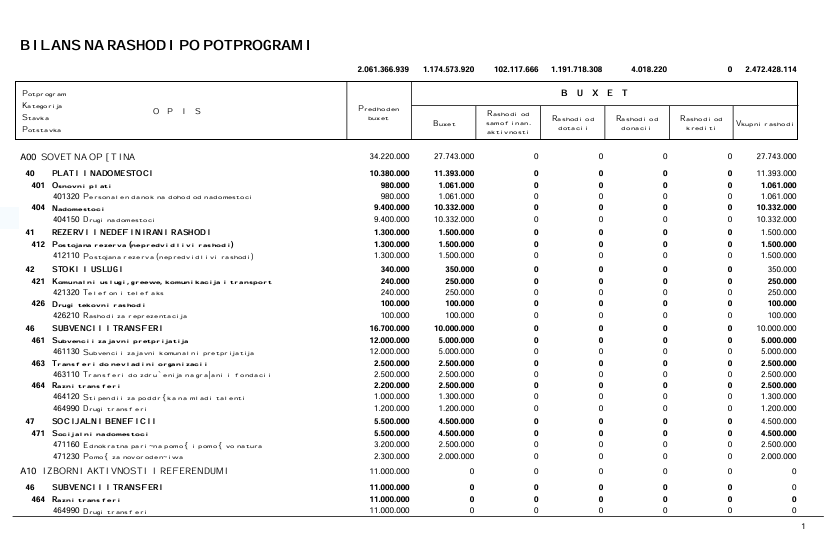 BILANS NA RASHODI PO POTPROGRAMI
2.061.366.939 1.174.573.920 102.117.666 1.191.718.308 4.018.220 0 2.472.428.114
Potprogram
Kategorija
Stavka
Potstavka
O P I S
Predhoden budžet
B U X E T
Buxet
Rashodi od samofinan. aktivnosti
Rashodi od dotacii
Rashodi od donacii
Rashodi od krediti
Vkupni rashodi
A00 SOVET NA OP[TINA 34.220.000 27.743.000 0 0 0 0 27.743.000
40 PLATI I NADOMESTOCI 10.380.000 11.393.000 0 0 0 0 11.393.000
401 Osnovni plati 980.000 1.061.000 0 0 0 0 1.061.000
401320 Personalen danok na dohod od nadomestoci 980.000 1.061.000 0 0 0 0 1.061.000
404 Nadomestoci 9.400.000 10.332.000 0 0 0 0 10.332.000
404150 Drugi nadomestoci 9.400.000 10.332.000 0 0 0 0 10.332.000
41 REZERVI I NEDEFINIRANI RASHODI 1.300.000 1.500.000 0 0 0 0 1.500.000
412 Postojana rezerva (nepredvidlivi rashodi) 1.300.000 1.500.000 0 0 0 0 1.500.000
412110 Postojana rezerva (nepredvidlivi rashodi) 1.300.000 1.500.000 0 0 0 0 1.500.000
42 STOKI I USLUGI 340.000 350.000 0 0 0 0 350.000
421 Komunalni uslugi, greewe, komunikacija i transport 240.000 250.000 0 0 0 0 250.000
421320 Telefon i telefaks 240.000 250.000 0 0 0 0 250.000
426 Drugi tekovni rashodi 100.000 100.000 0 0 0 0 100.000
426210 Rashodi za reprezentacija 100.000 100.000 0 0 0 0 100.000
46 SUBVENCII I TRANSFERI 16.700.000 10.000.000 0 0 0 0 10.000.000
461 Subvencii za javni pretprijatija 12.000.000 5.000.000 0 0 0 0 5.000.000
461130 Subvencii za javni komunalni pretprijatija 12.000.000 5.000.000 0 0 0 0 5.000.000
463 Transferi do nevladini organizacii 2.500.000 2.500.000 0 0 0 0 2.500.000
463110 Transferi do zdru`enija na gra|ani i fondacii 2.500.000 2.500.000 0 0 0 0 2.500.000
464 Razni transferi 2.200.000 2.500.000 0 0 0 0 2.500.000
464120 Stipendii za poddr{ka na mladi talenti 1.000.000 1.300.000 0 0 0 0 1.300.000
464990 Drugi transferi 1.200.000 1.200.000 0 0 0 0 1.200.000
47 SOCIJALNI BENEFICII 5.500.000 4.500.000 0 0 0 0 4.500.000
471 Socijalni nadomestoci 5.500.000 4.500.000 0 0 0 0 4.500.000
471160 Ednokratna pari~na pomo{ i pomo{ vo natura 3.200.000 2.500.000 0 0 0 0 2.500.000
471230 Pomo{ za novoroden~iwa 2.300.000 2.000.000 0 0 0 0 2.000.000
A10 IZBORNI AKTIVNOSTI I REFERENDUMI 11.000.000 0 0 0 0 0 0
46 SUBVENCII I TRANSFERI 11.000.000 0 0 0 0 0 0
464 Razni transferi 11.000.000 0 0 0 0 0 0
464990 Drugi transferi 11.000.000 0 0 0 0 0 0
1